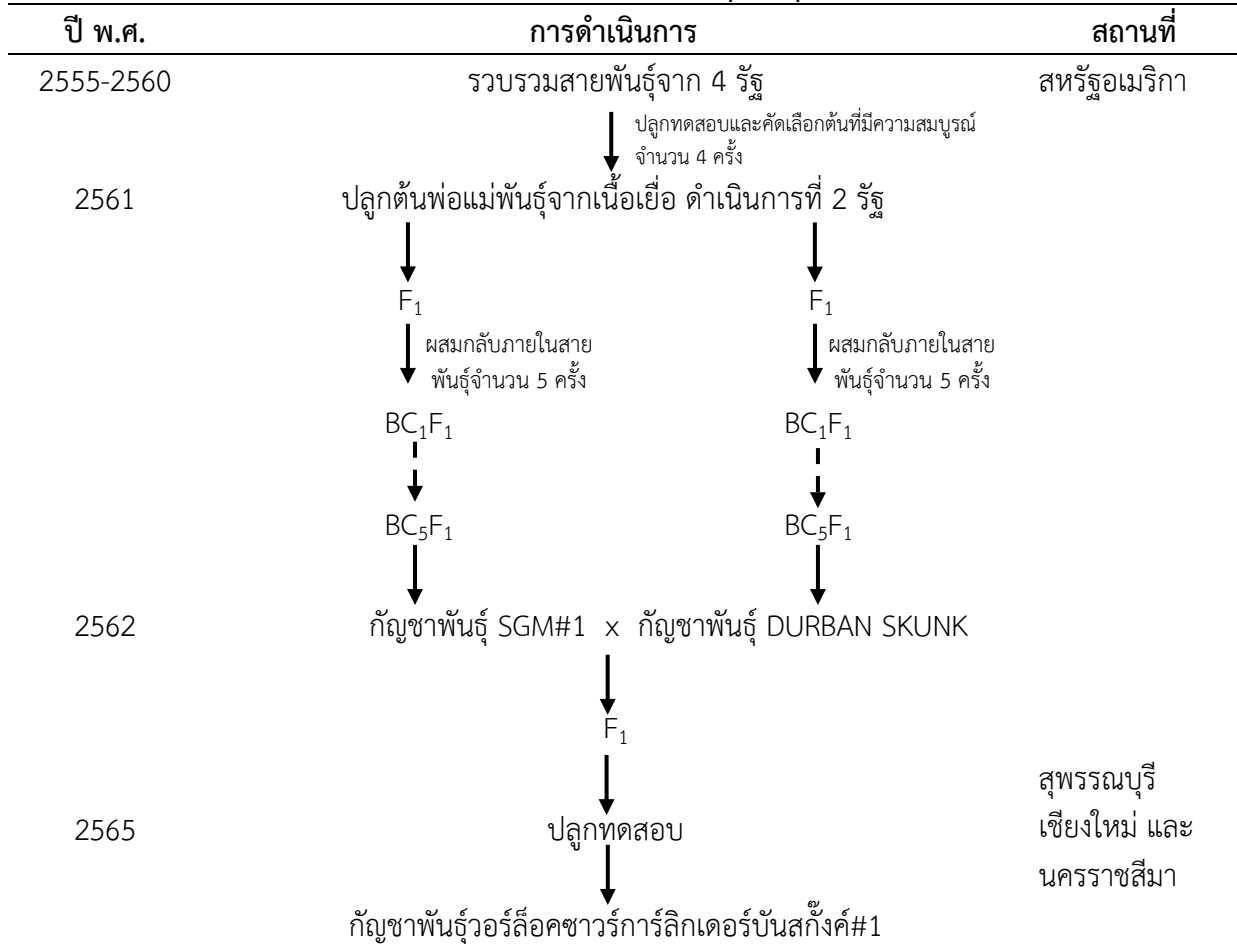 ปี พ.ศ. การดำเนินการ สถานที่
2555-2560 รวบรวมสายพันธุ์จาก 4 รัฐ สหรัฐอเมริกา
ปลูกทดสอบและคัดเลือกต้นที่มีความสมบูรณ์
จำนวน 4 ครั้ง
2561 ปลูกต้นพ่อแม่พันธุ์จากเนื้อเยื่อ ดำเนินการที่ 2 รัฐ
F₁ F₁
ผสมกลับภายในสาย ผสมกลับภายในสาย
พันธุ์จำนวน 5 ครั้ง พันธุ์จำนวน 5 ครั้ง
BC₁F₁ BC₁F₁
BC₅F₁ BC₅F₁
2562 กัญชาพันธุ์ SGM#1 x กัญชาพันธุ์ DURBAN SKUNK
F₁
สุพรรณบุรี
2565 ปลูกทดสอบ เชียงใหม่ และ
นครราชสีมา
กัญชาพันธุ์วอร์ล็อคซาวร์การ์ลิกเดอร์บันสกั๊งค์#1